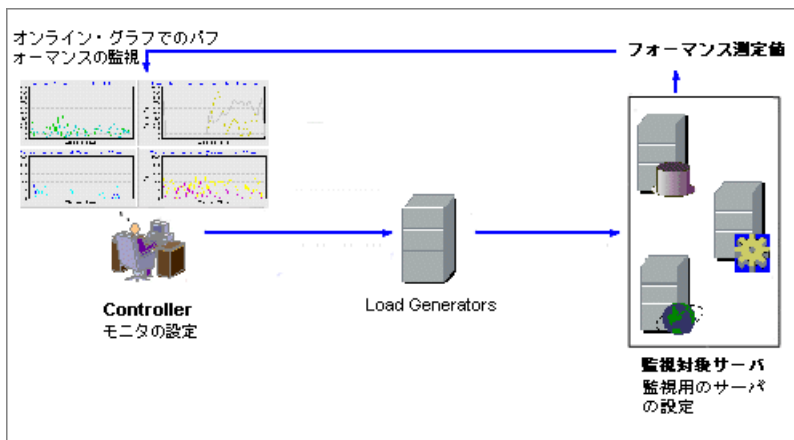 オンライン・グラフでのパフ
ォーマンスの監視
フォーマンス測定値
Controller
モニタの設定
Load Generators
監視対後サーバ
監視用のサーバ
の設定